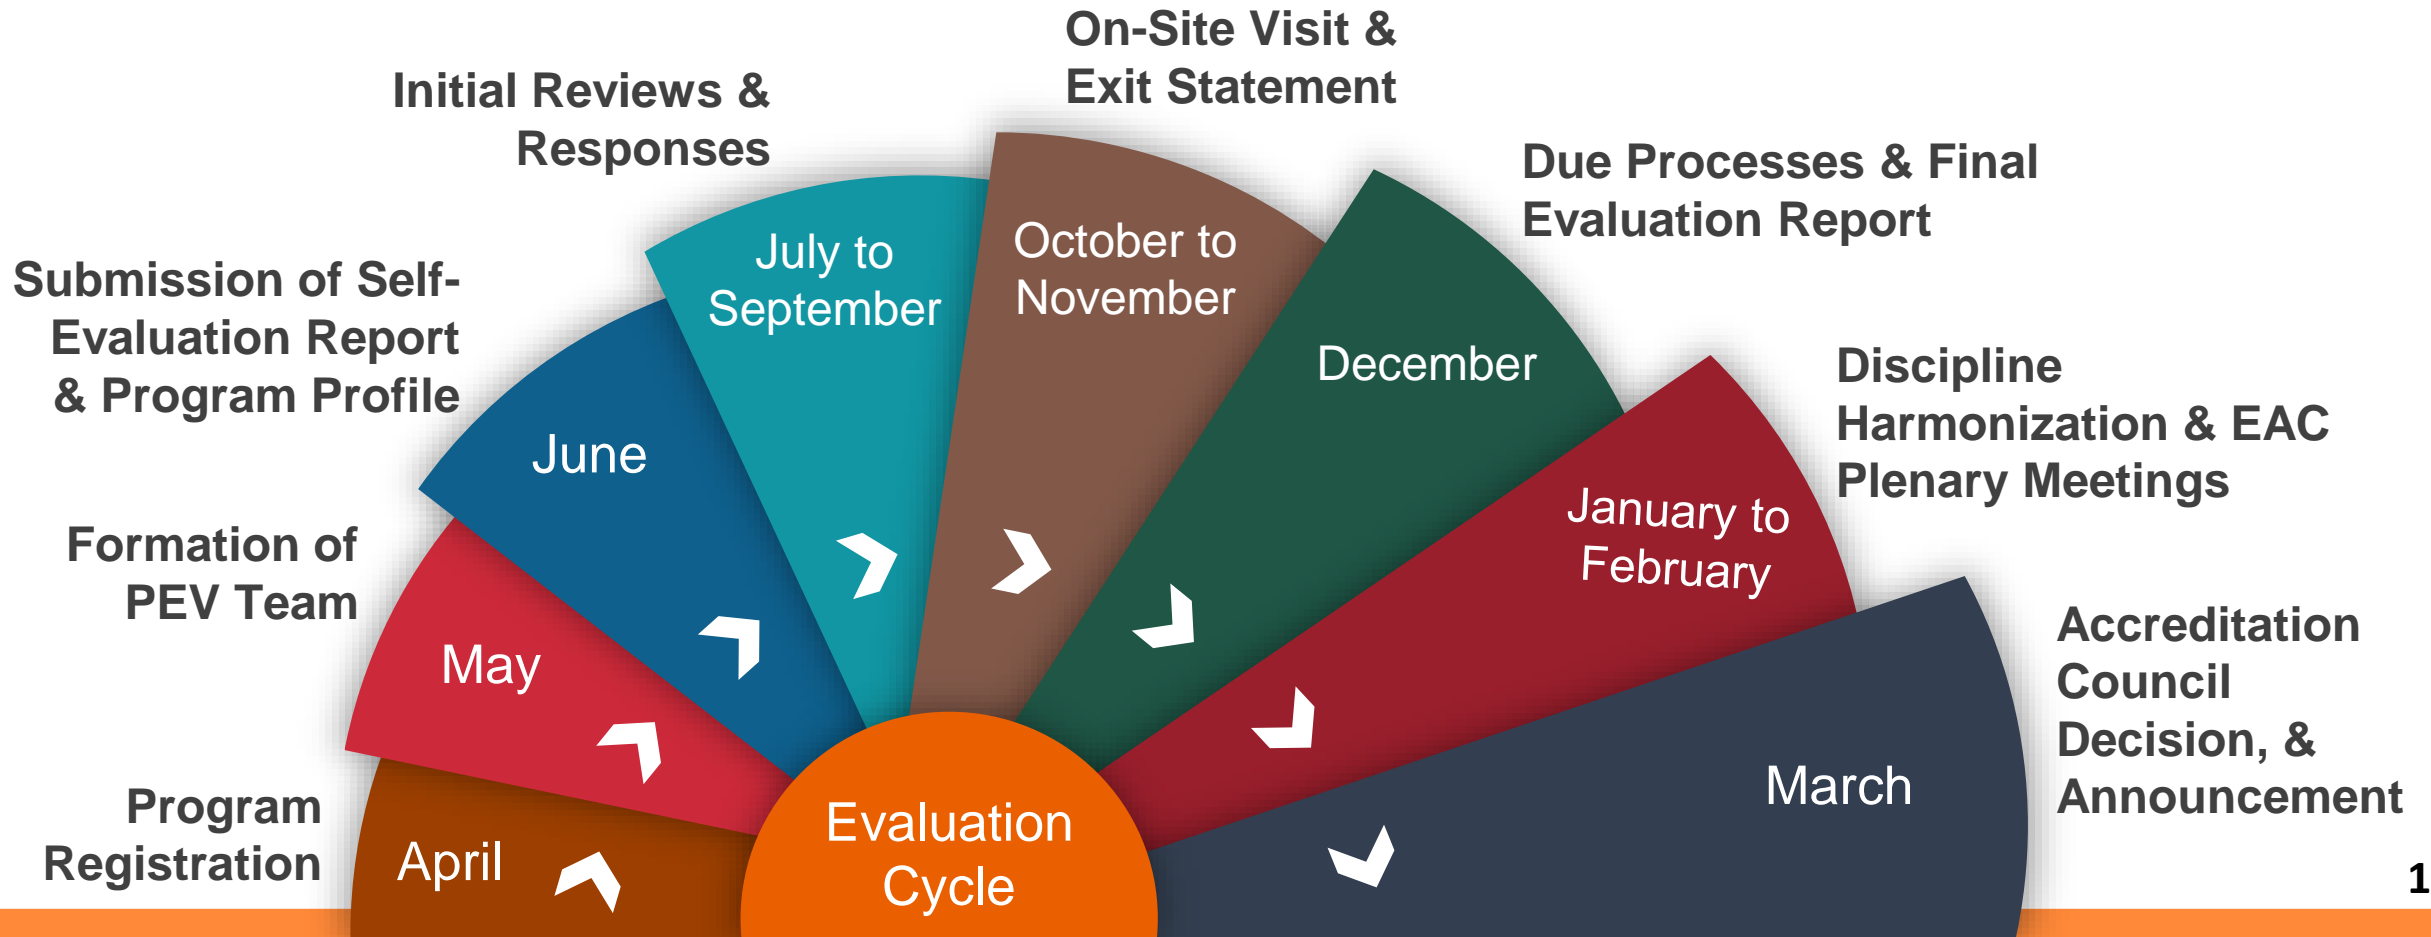 On-Site Visit &
Exit Statement
Initial Reviews &
Responses
Due Processes & Final
Evaluation Report
Submission of Self-
Evaluation Report
& Program Profile
Discipline
Harmonization & EAC
Plenary Meetings
Formation of
PEV Team
Accreditation
Council
Decision, &
Announcement
Program
Registration
April
May
June
July to
September
October to
November
December
January to
February
March
Evaluation
Cycle
1